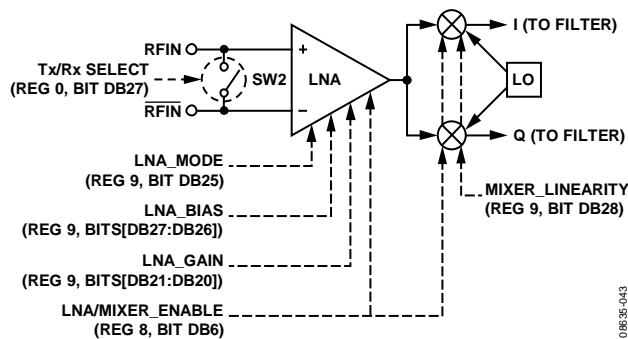 RFIN
I (TO FILTER)
Tx/Rx SELECT
(REG 0, BIT DB27)
SW2
+
LNA
–
LO
RFIN
Q (TO FILTER)
LNA_MODE
(REG 9, BIT DB25)
MIXER_LINEARITY
(REG 9, BIT DB28)
LNA_BIAS
(REG 9, BITS[DB27:DB26])
LNA_GAIN
(REG 9, BITS[DB21:DB20])
LNA/MIXER_ENABLE
(REG 8, BIT DB6)
08635-043